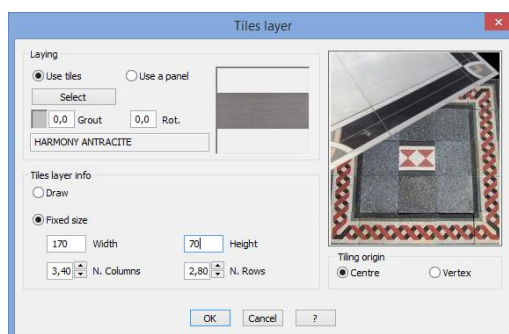 Tiles layer
Laying
Use tiles
Use a panel
Select
0,0 Grout 0,0 Rot.
HARMONY ANTRACITE
Tiles layer info
Draw
Fixed size
170 Width 70 Height
3,40 N. Columns 2,80 N. Rows
Tiling origin
Centre Vertex
OK Cancel ?